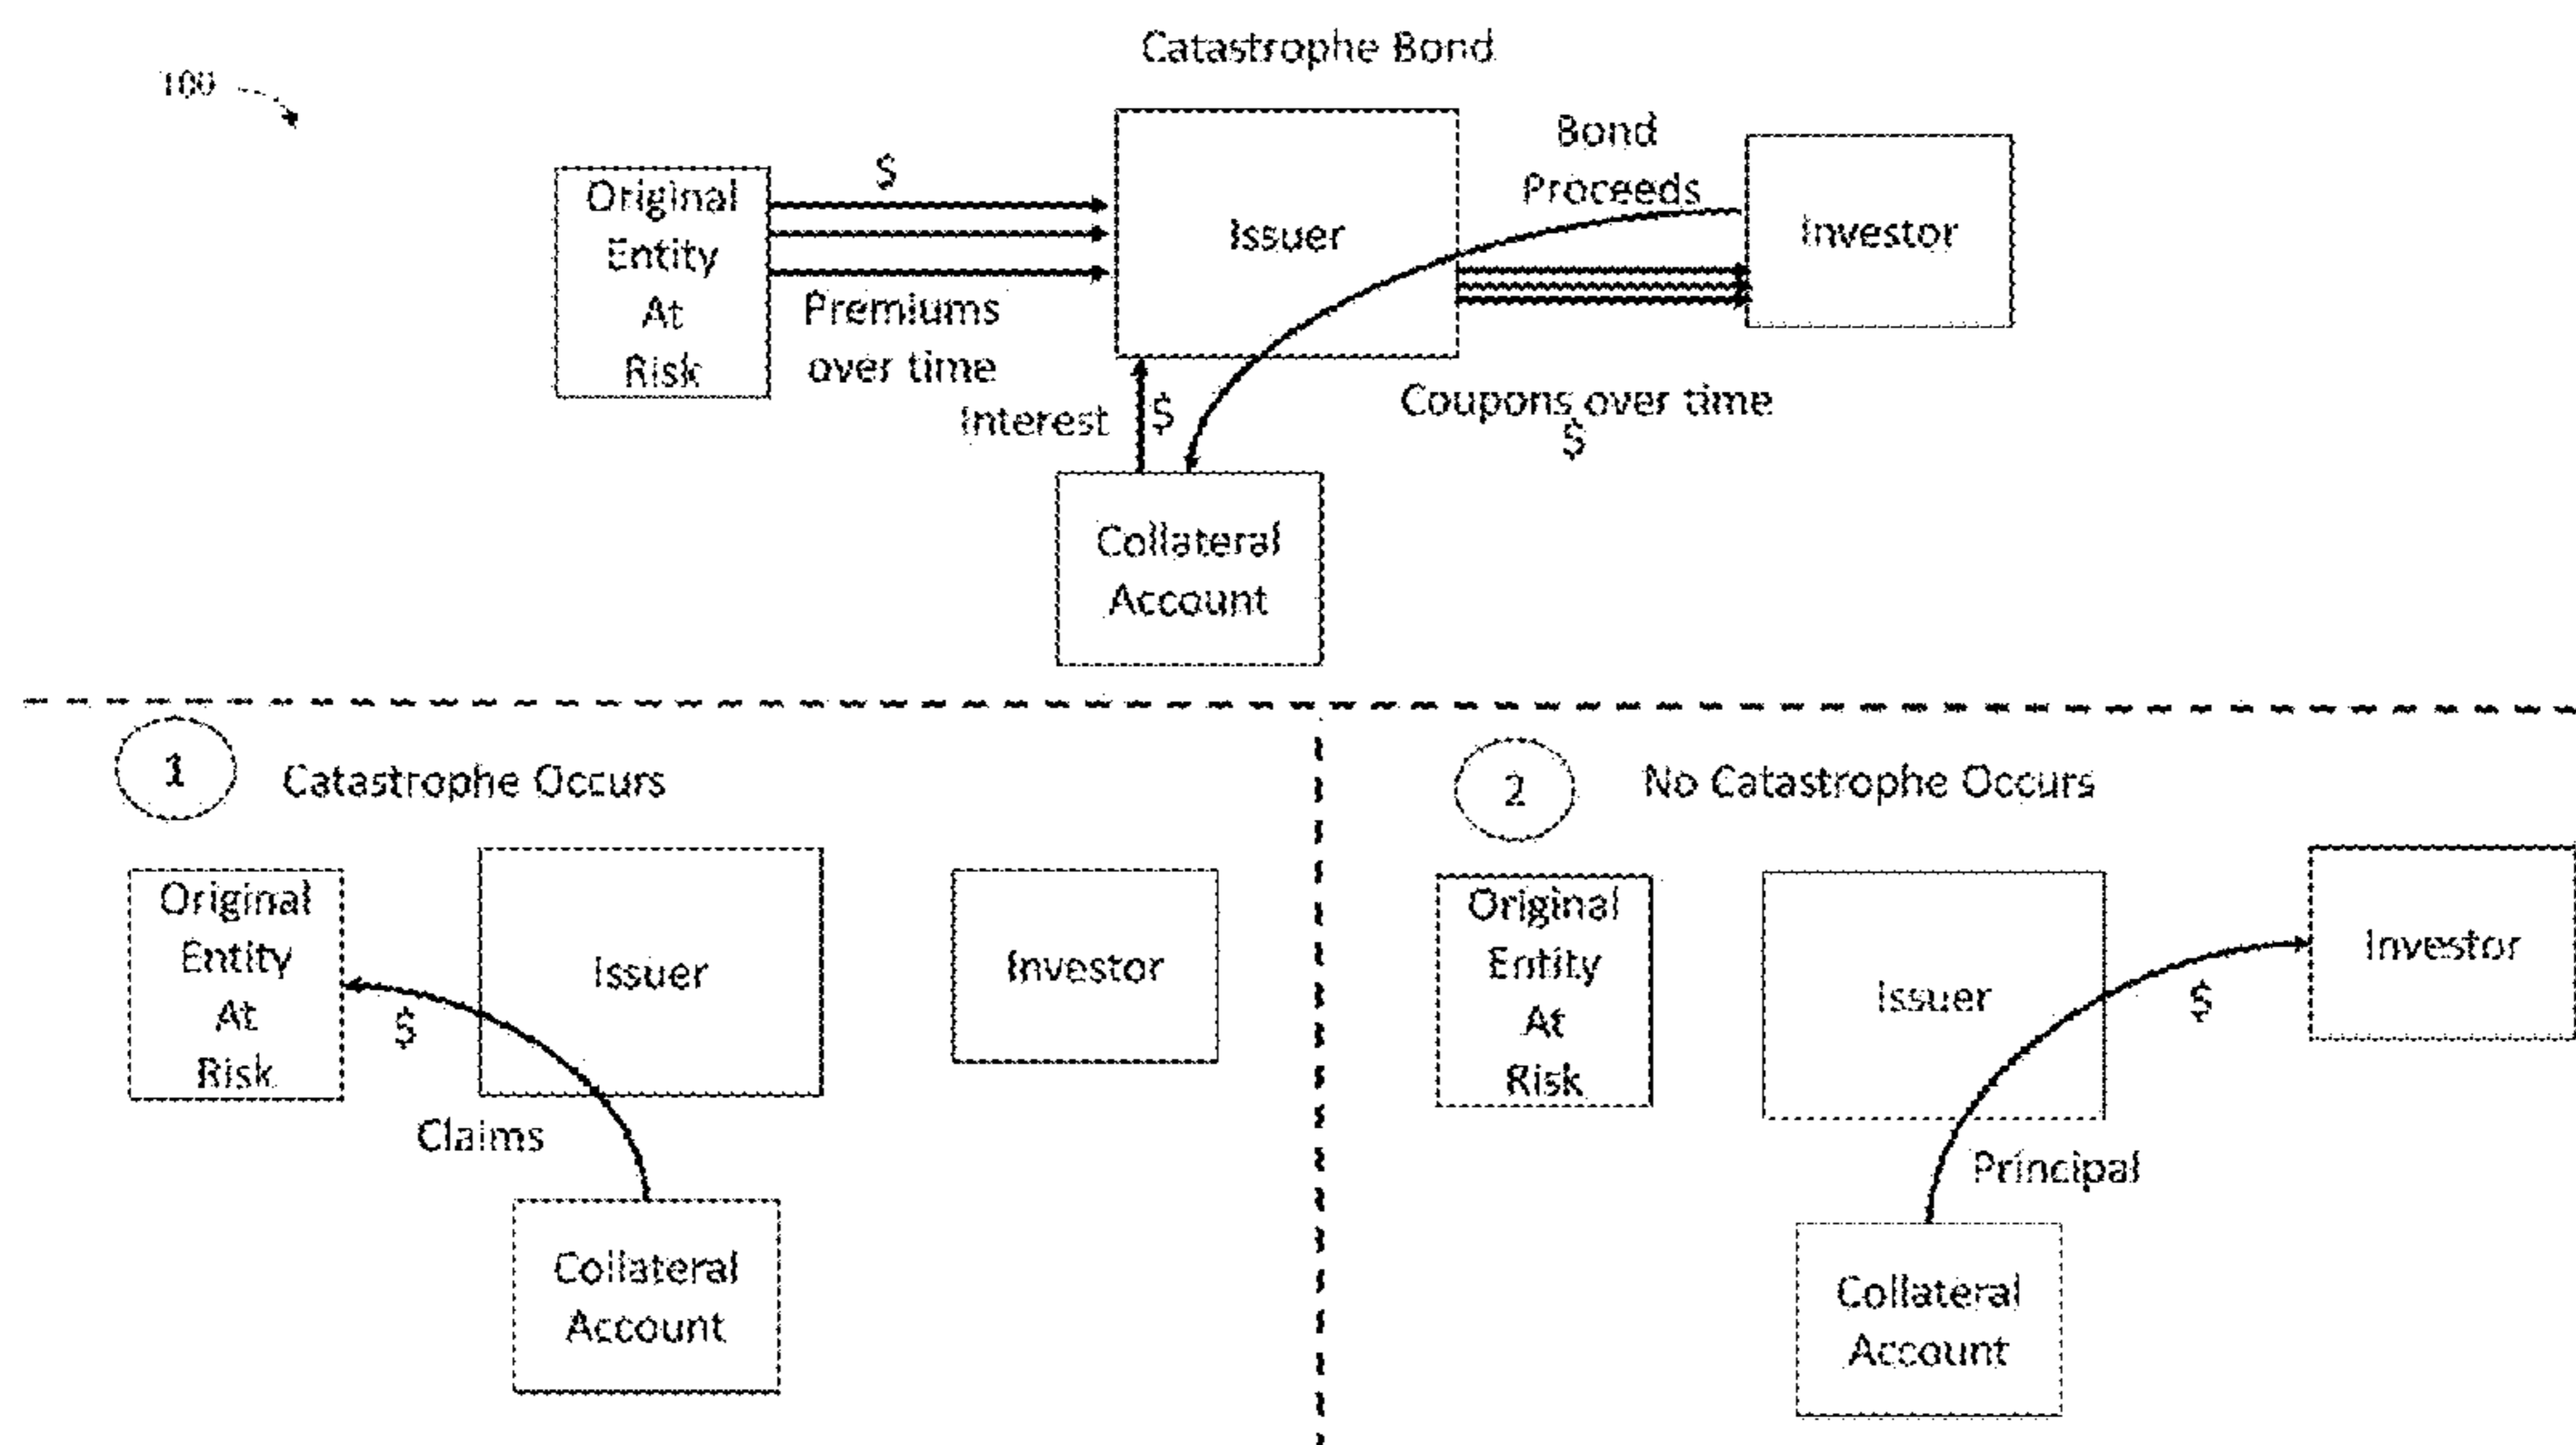 Catastrophe Bond
100
Original
Entity
At
Risk
$
Premiums
over time
Issuer
Bond
Proceeds
Investor
Interest
$
Coupons over time
$
Collateral
Account
1
Catastrophe Occurs
Original
Entity
At
Risk
$
Claims
Issuer
Investor
Collateral
Account
2
No Catastrophe Occurs
Original
Entity
At
Risk
Issuer
$
Investor
Principal
Collateral
Account